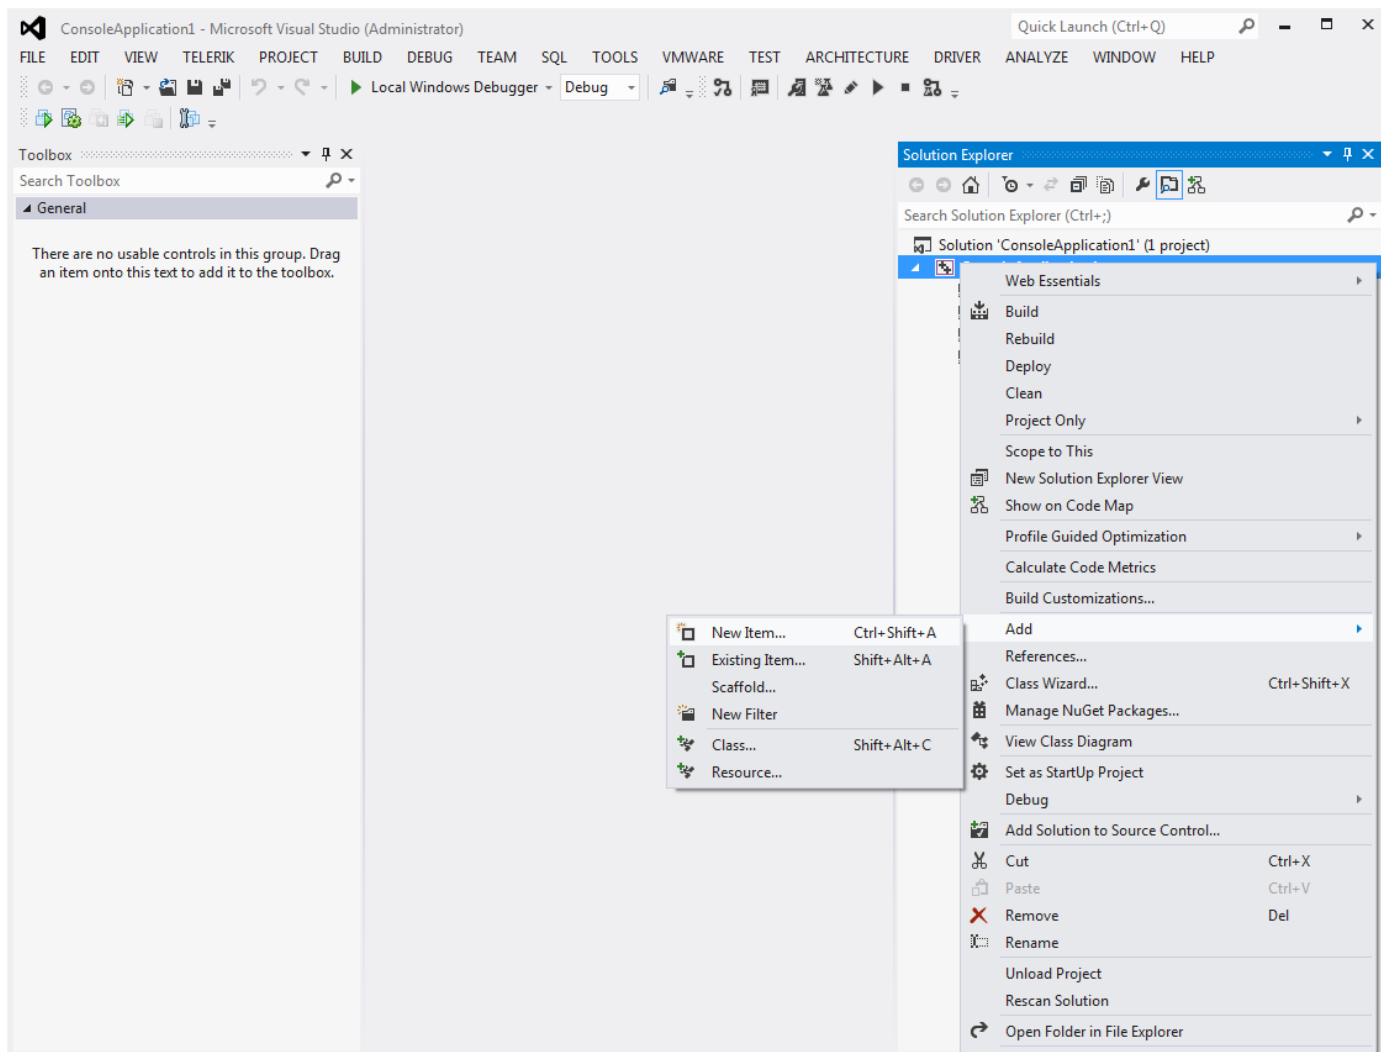 ConsoleApplication1 - Microsoft Visual Studio (Administrator)
Quick Launch (Ctrl+Q)
FILE EDIT VIEW TELERIK PROJECT BUILD DEBUG TEAM SQL TOOLS VMWARE TEST ARCHITECTURE DRIVER ANALYZE WINDOW HELP
Local Windows Debugger Debug
Toolbox
Search Toolbox
General
There are no usable controls in this group. Drag
an item onto this text to add it to the toolbox.
Solution Explorer
Search Solution Explorer (Ctrl+;)
Solution 'ConsoleApplication1' (1 project)
Web Essentials
Build
Rebuild
Deploy
Clean
Project Only
Scope to This
New Solution Explorer View
Show on Code Map
Profile Guided Optimization
Calculate Code Metrics
Build Customizations...
Add
References...
Class Wizard... Ctrl+Shift+X
Manage NuGet Packages...
View Class Diagram
Set as StartUp Project
Debug
Add Solution to Source Control...
Cut Ctrl+X
Paste Ctrl+V
Remove Del
Rename
Unload Project
Rescan Solution
Open Folder in File Explorer
New Item... Ctrl+Shift+A
Existing Item... Shift+Alt+A
Scaffold...
New Filter
Class... Shift+Alt+C
Resource...